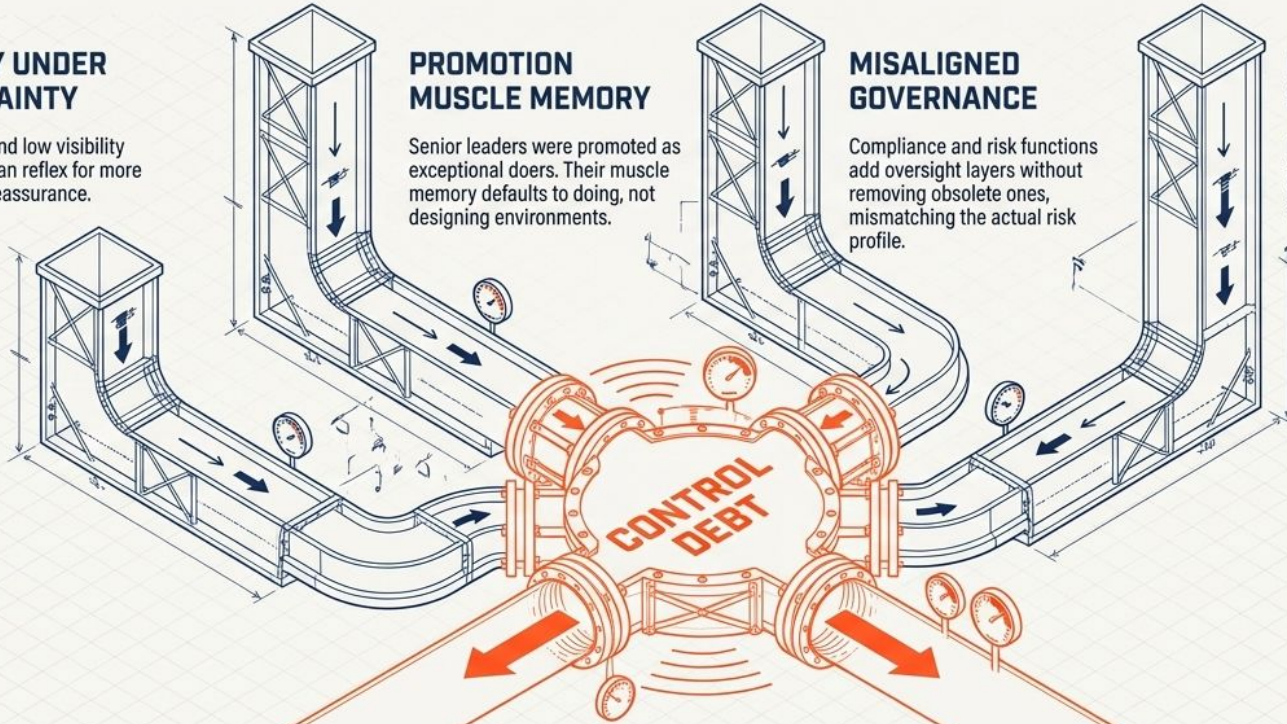 Y UNDER
AINTY
nd low visibility
an reflex for more
eassurance.
PROMOTION
MUSCLE MEMORY
Senior leaders were promoted as
exceptional doers. Their muscle
memory defaults to doing, not
designing environments.
MISALIGNED
GOVERNANCE
Compliance and risk functions
add oversight layers without
removing obsolete ones,
mismatching the actual risk
profile.
CONTROL
DEBT